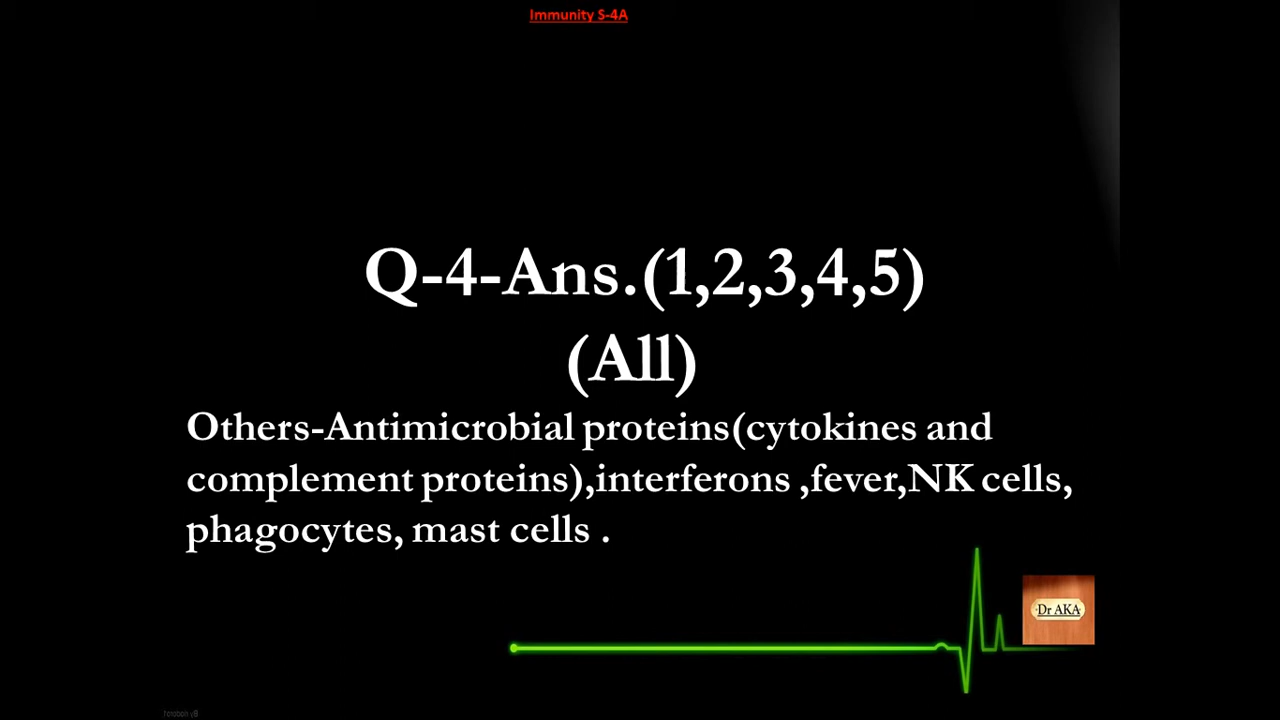 Immunity S-4A
Q-4-Ans.(1,2,3,4,5)
(All)
Others-Antimicrobial proteins(cytokines and
complement proteins),interferons ,fever,NK cells,
phagocytes, mast cells .
Dr AKA